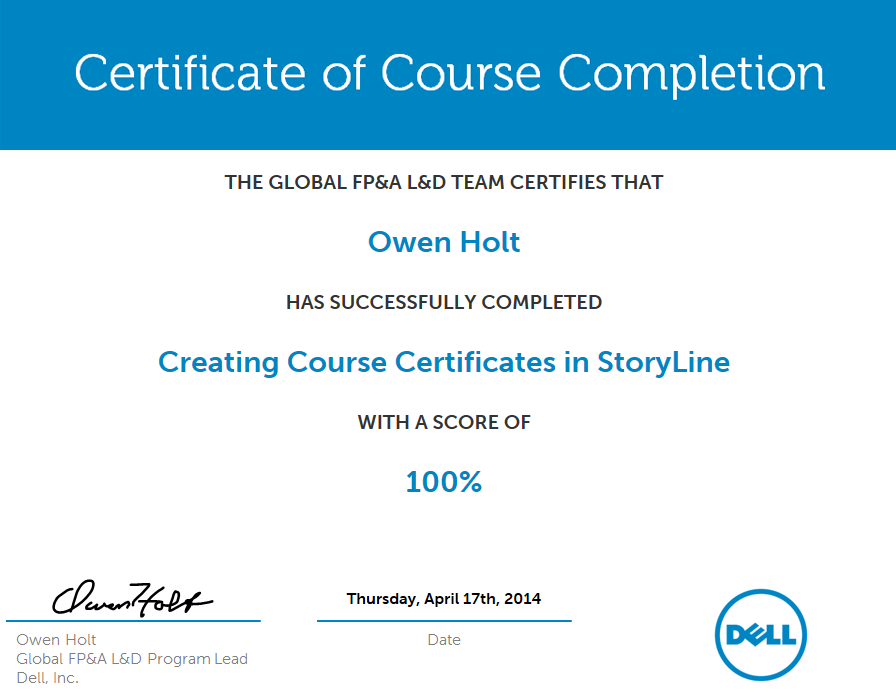 Certificate of Course Completion
THE GLOBAL FP&A L&D TEAM CERTIFIES THAT
Owen Holt
HAS SUCCESSFULLY COMPLETED
Creating Course Certificates in StoryLine
WITH A SCORE OF
100%
Owen Holt
Thursday, April 17th, 2014
Owen Holt
Global FP&A L&D Program Lead
Dell, Inc.
Date
DELL